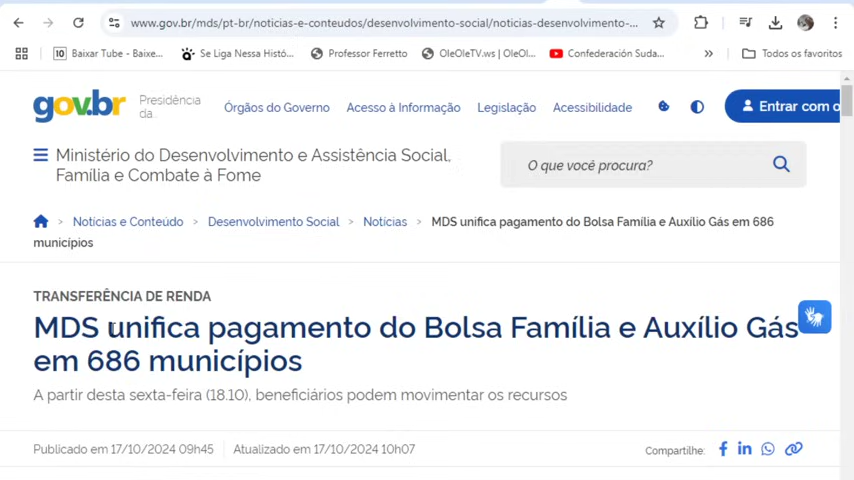 www.gov.br/mds/pt-br/noticias-e-conteudos/desenvolvimento-social/noticias-desenvolvimento-...
10 Baixar Tube - Baixe...
Se Liga Nessa Histó...
Professor Ferretto
OleOleTV.ws | OleOl...
Confederación Suda...
»
Todos os favoritos
gov.br
Presidência da...
Órgãos do Governo
Acesso à Informação
Legislação
Acessibilidade
Entrar com o
Ministério do Desenvolvimento e Assistência Social,
Família e Combate à Fome
O que você procura?
> Notícias e Conteúdo > Desenvolvimento Social > Notícias > MDS unifica pagamento do Bolsa Família e Auxílio Gás em 686
municípios
TRANSFERÊNCIA DE RENDA
MDS unifica pagamento do Bolsa Família e Auxílio Gás
em 686 municípios
A partir desta sexta-feira (18.10), beneficiários podem movimentar os recursos
Publicado em 17/10/2024 09h45
Atualizado em 17/10/2024 10h07
Compartilhe: